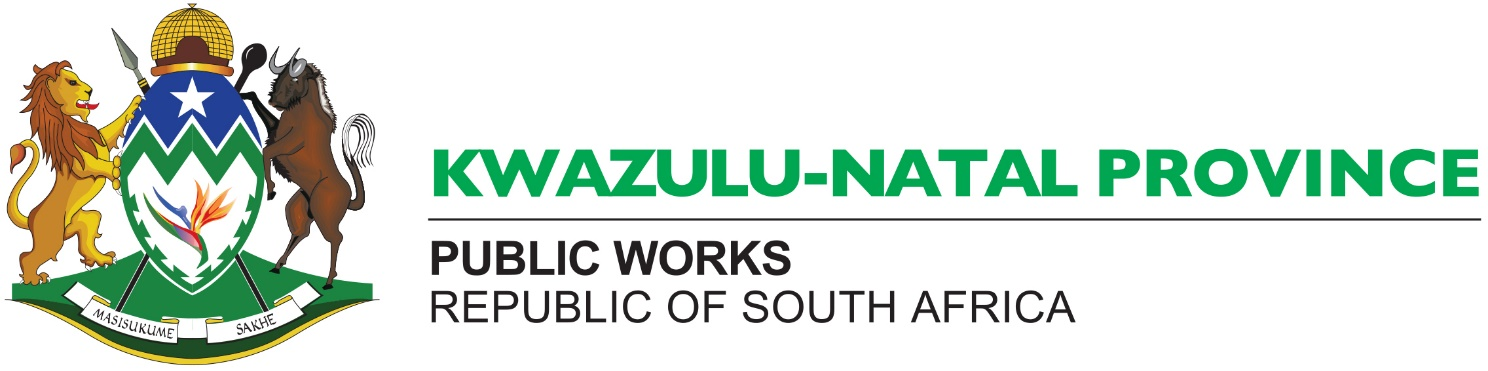 KWAZULU-NATAL PROVINCE
PUBLIC WORKS
REPUBLIC OF SOUTH AFRICA
MASISUKUME SAKHE